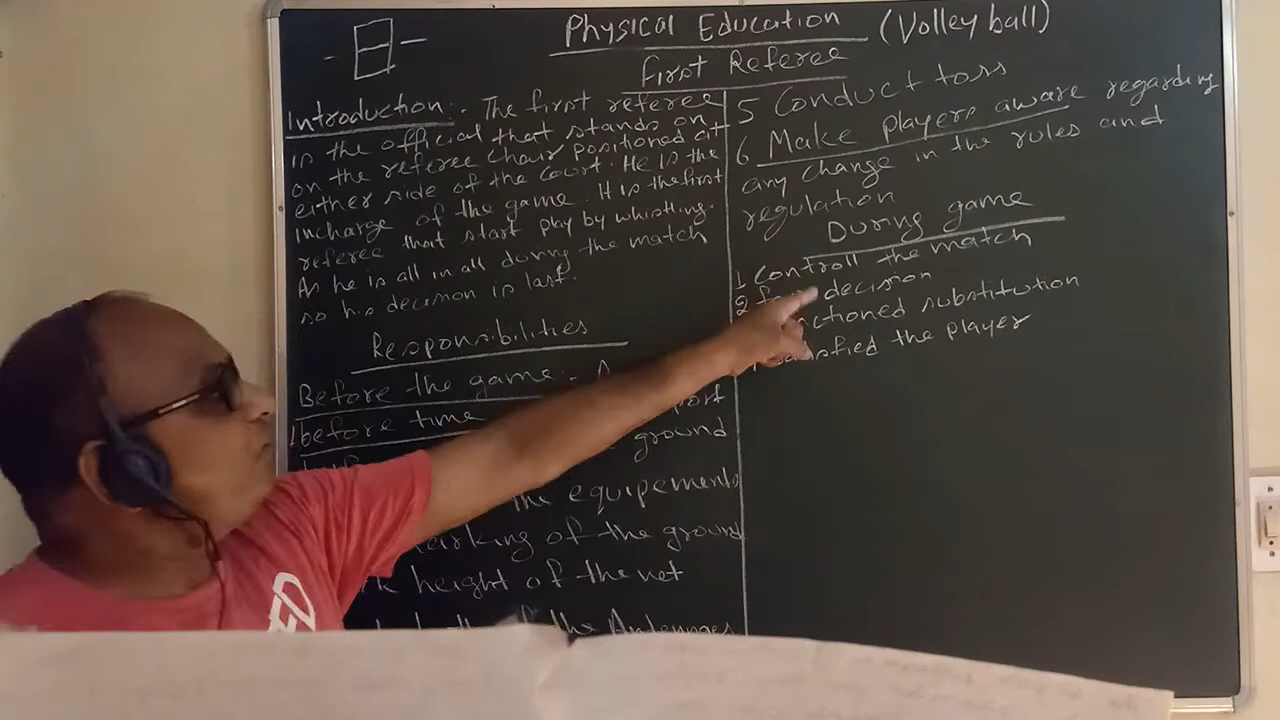 Physical Education (Volley ball)
First Referee
Introduction:- The first referee
is the official that stands on
on the referee chair positioned at
either side of the court. He is the
incharge of the game. It is the first
referee that start play by whistling.
As he is all in all during the match
so his decision is last.
Responsibilities
Before the game:-
1 before time
ground
the equipements
of the ground
height of the net
of the Antennaes
5 Conduct toss
6 Make players aware regarding
any change in the rules and
regulation
During game
1 Controll the match
2 decision
substitution
the player